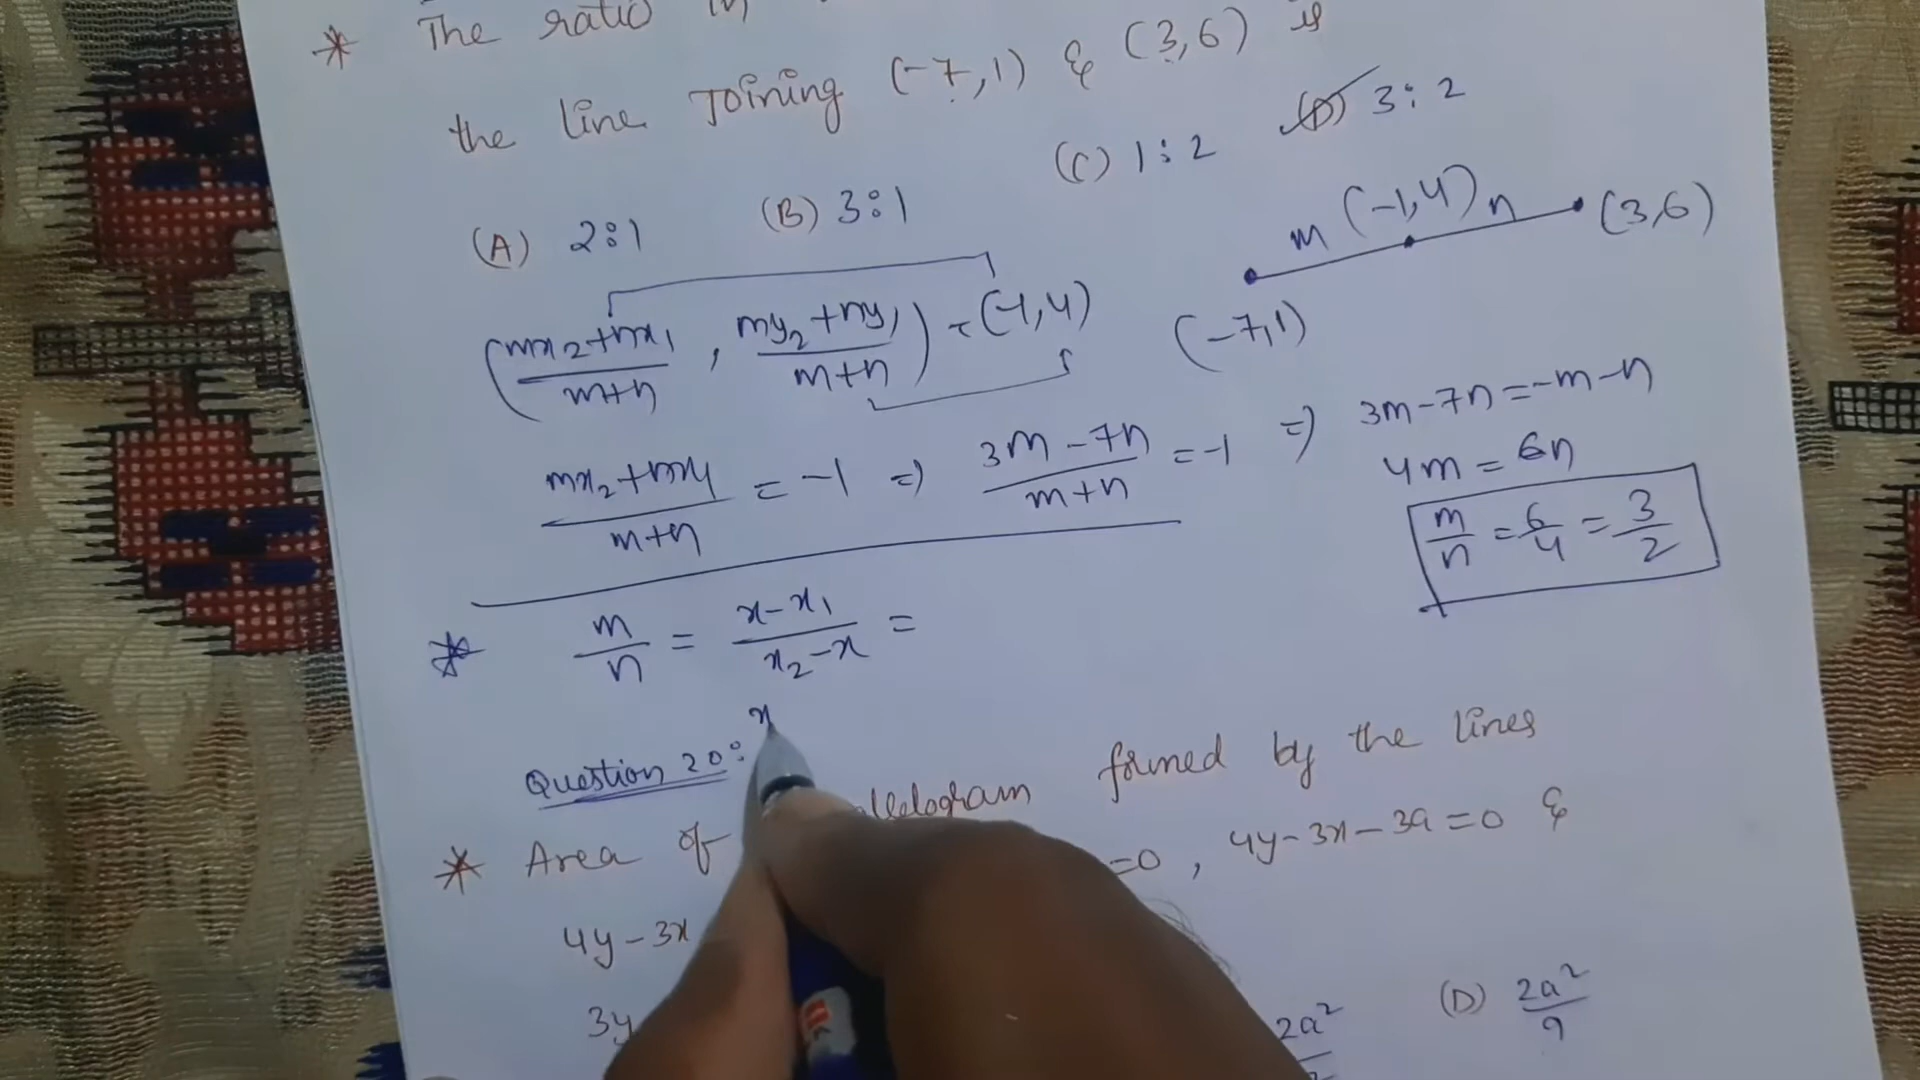 * The ratio in
the line Joining (-7,1) & (3,6) is
(A) 2:1 (B) 3:1 (C) 1:2 (D) 3:2
m (-1,4) n (3,6)
(-7,1)
(mx₂+nx₁/m+n , my₂+ny₁/m+n) = (-1,4)
mx₂+nx₁/m+n = -1 => 3m-7n/m+n = -1 => 3m-7n=-m-n
4m = 6n
m/n = 6/4 = 3/2
* m/n = x-x₁/x₂-x =
x
Question 20:
* Area of formed by the lines
=0 , 4y-3x-3a=0 &
4y-3x
3y
2a² (D) 2a²/9